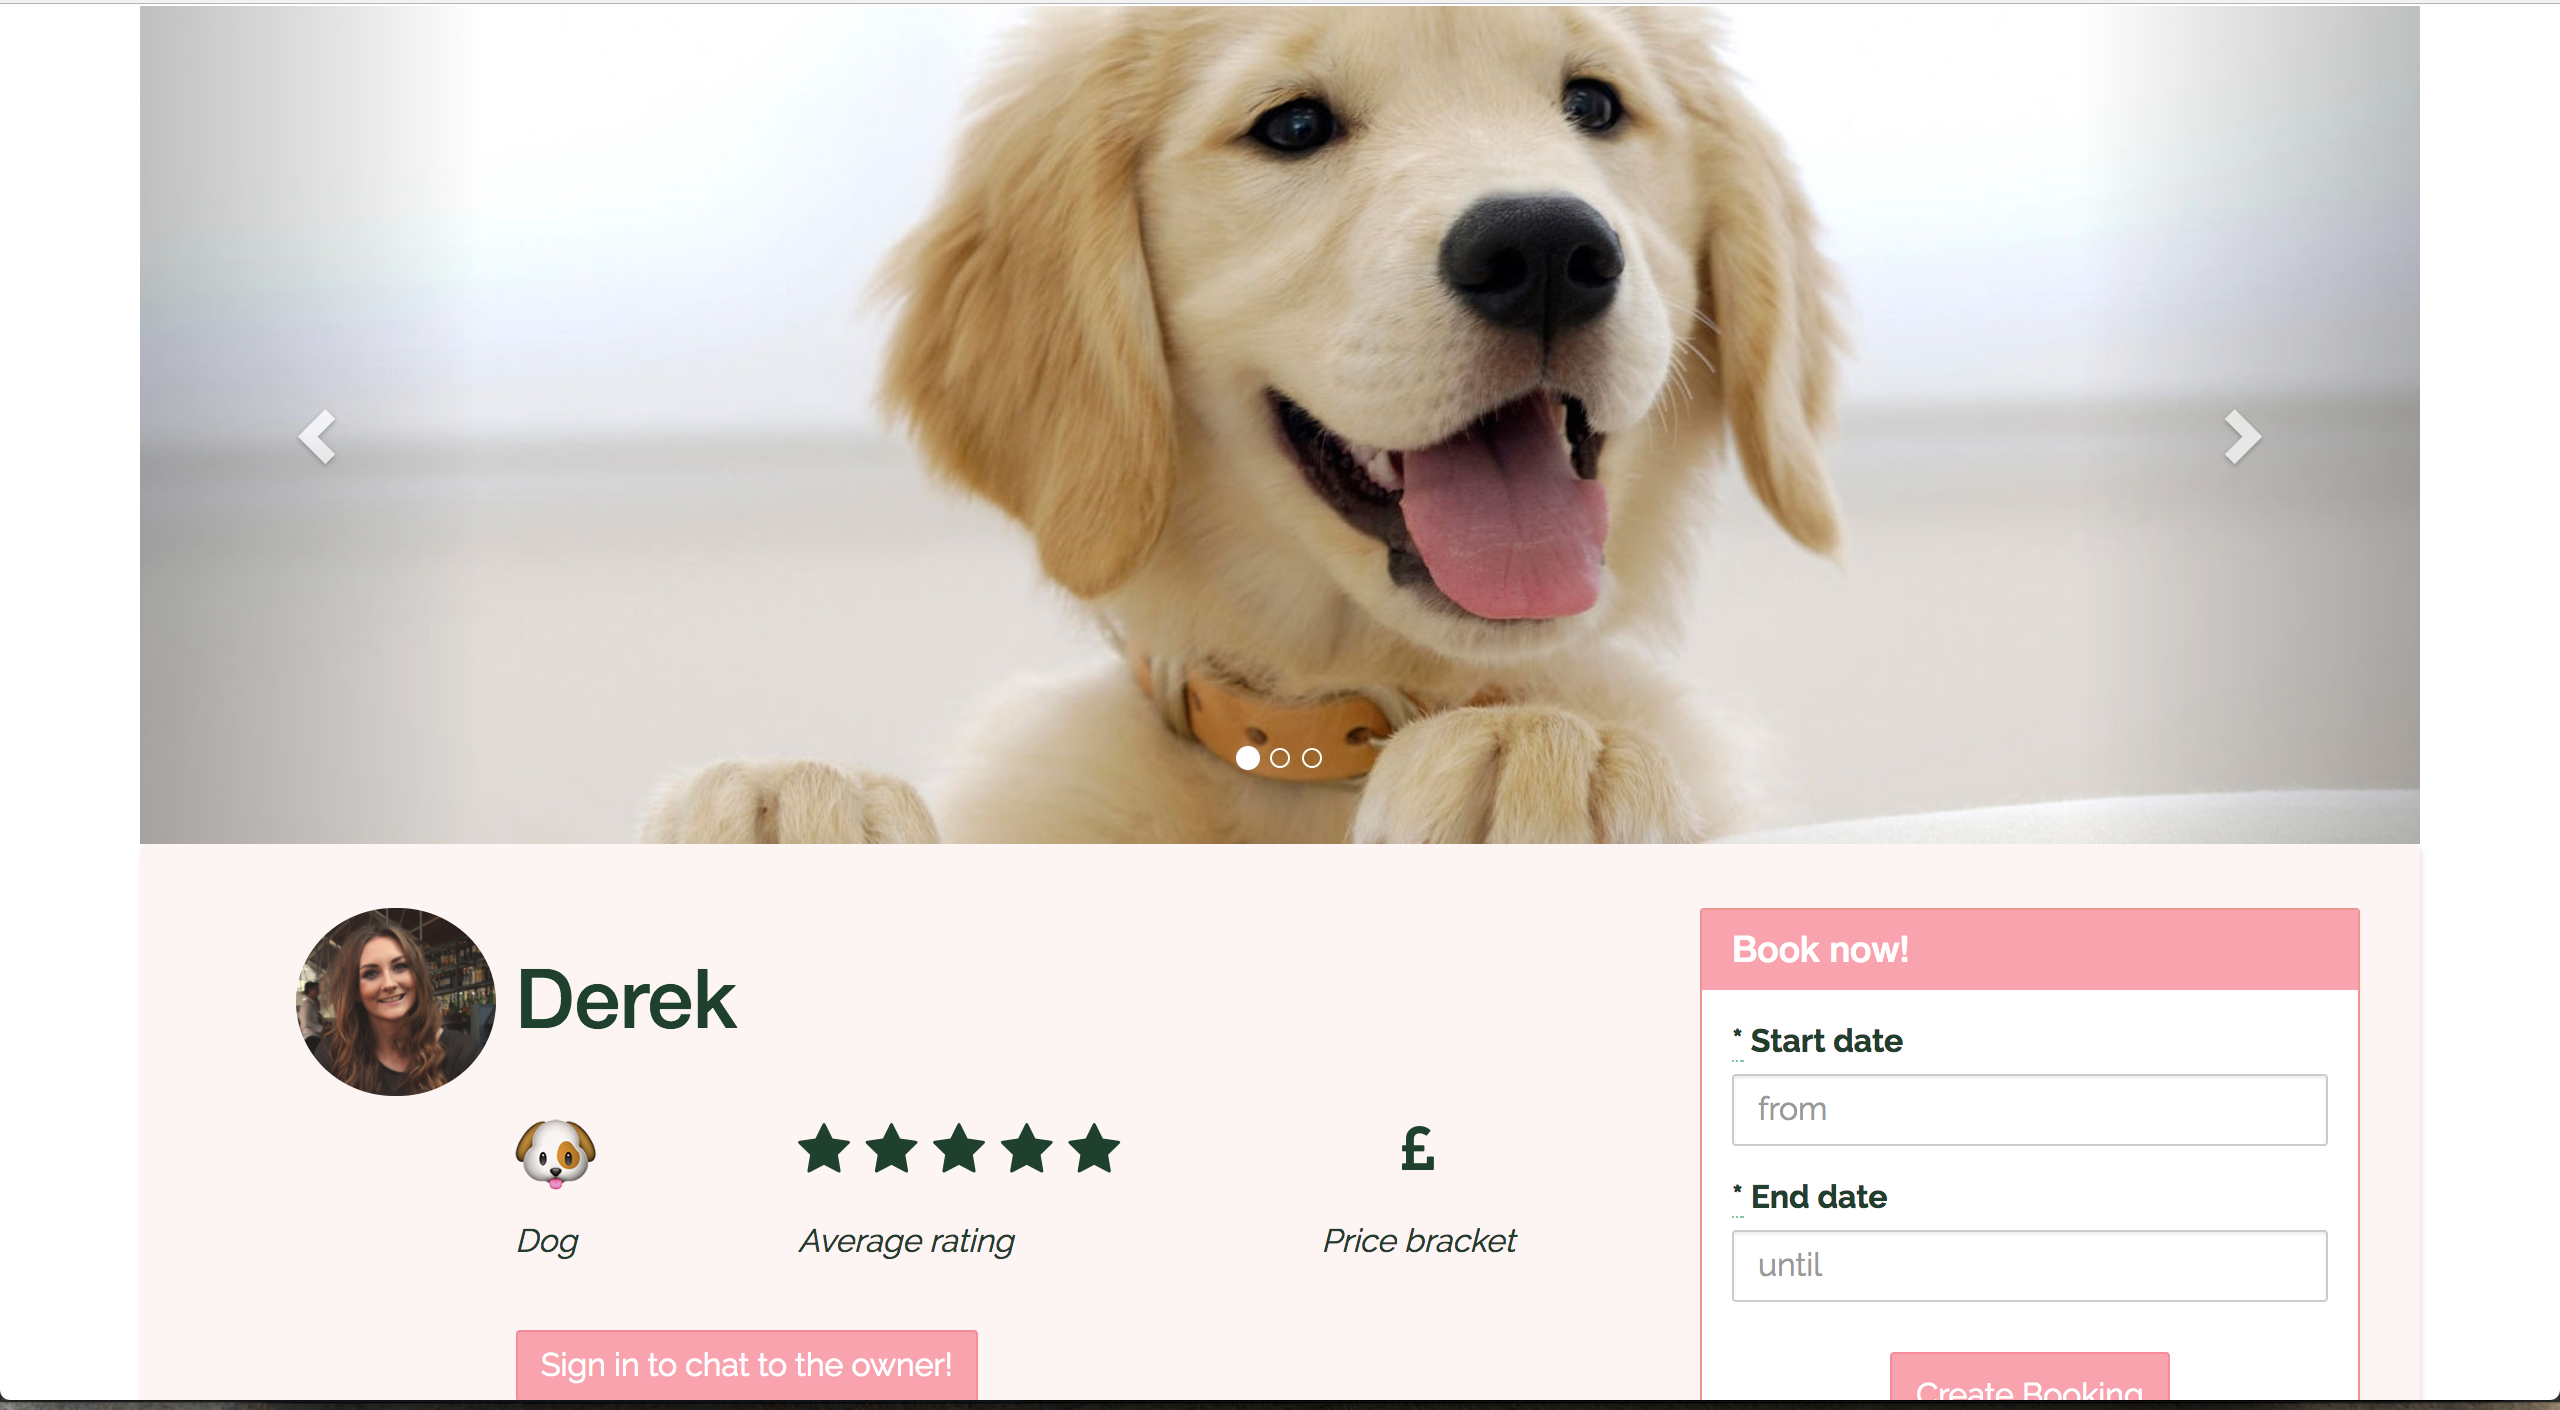 Derek
Dog
Average rating
£
Price bracket
Sign in to chat to the owner!
Book now!
* Start date
from
* End date
until
Create Booking